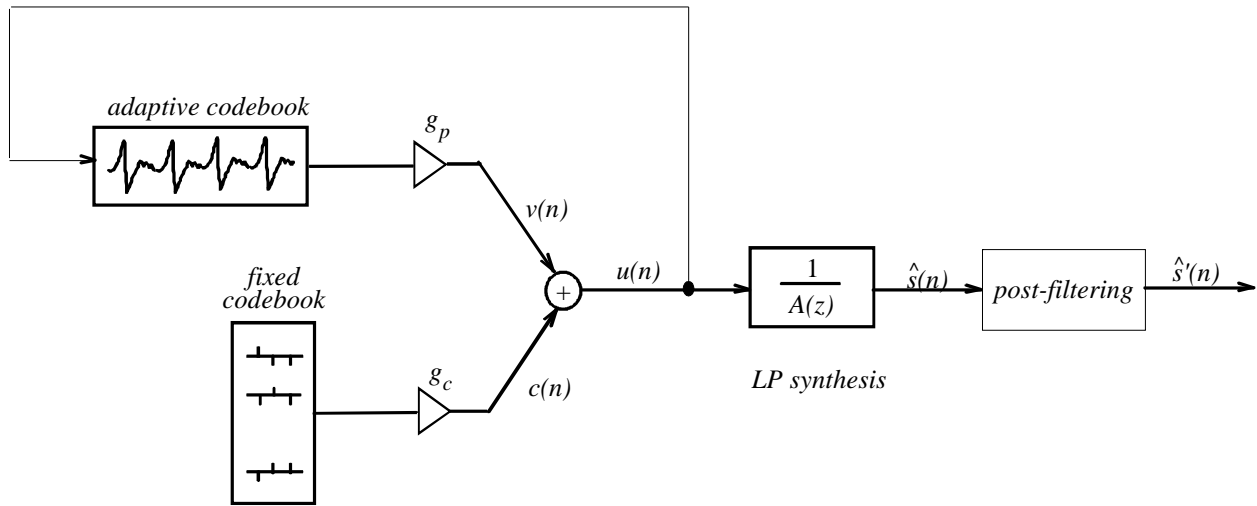 adaptive codebook
g_p
v(n)
fixed
codebook
g_c
c(n)
+
u(n)
1
A(z)
LP synthesis
ŝ(n)
post-filtering
ŝ'(n)